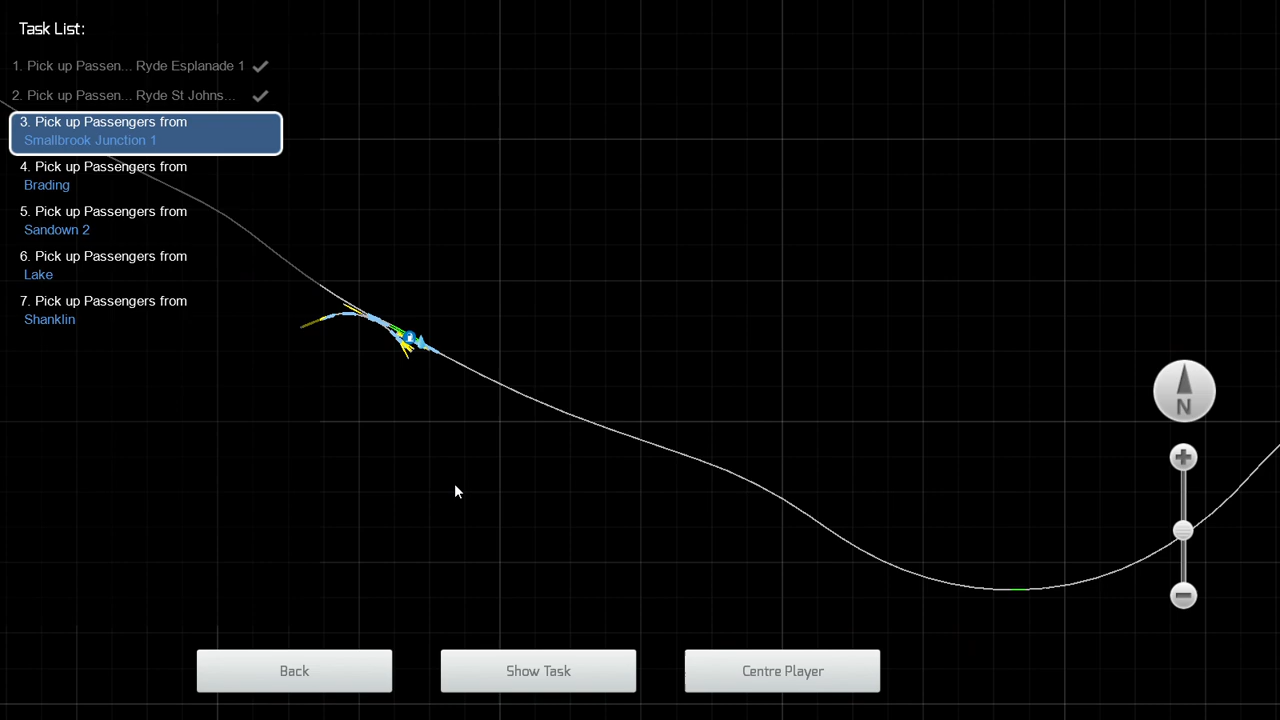 Task List:
1. Pick up Passen... Ryde Esplanade 1
2. Pick up Passen... Ryde St Johns...
3. Pick up Passengers from
Smallbrook Junction 1
4. Pick up Passengers from
Brading
5. Pick up Passengers from
Sandown 2
6. Pick up Passengers from
Lake
7. Pick up Passengers from
Shanklin
N
Back
Show Task
Centre Player